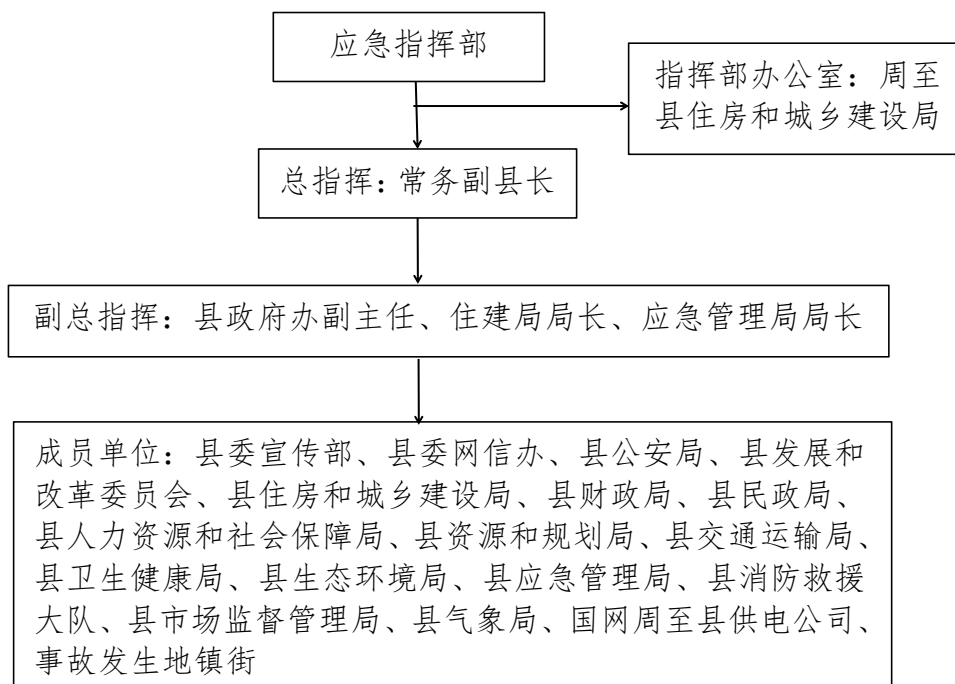 应急指挥部
指挥部办公室：周至
县住房和城乡建设局
总指挥：常务副县长
副总指挥：县政府办副主任、住建局局长、应急管理局局长
成员单位：县委宣传部、县委网信办、县公安局、县发展和
改革委员会、县住房和城乡建设局、县财政局、县民政局、
县人力资源和社会保障局、县资源和规划局、县交通运输局、
县卫生健康局、县生态环境局、县应急管理局、县消防救援
大队、县市场监督管理局、县气象局、国网周至县供电公司、
事故发生地镇街